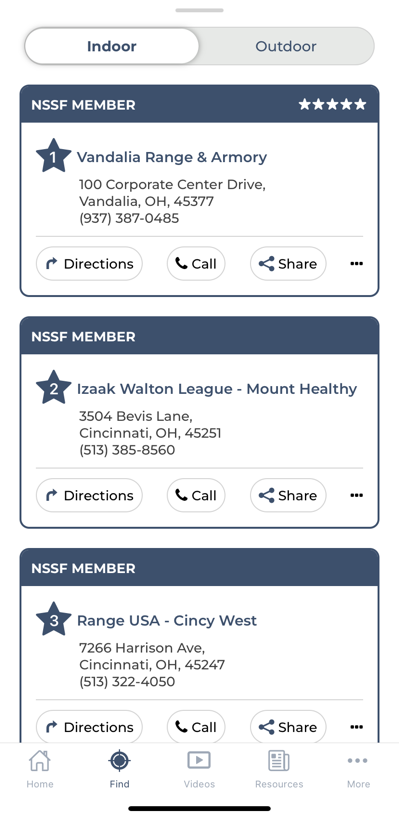 Indoor
Outdoor
NSSF MEMBER
1
Vandalia Range & Armory
100 Corporate Center Drive,
Vandalia, OH, 45377
(937) 387-0485
Directions
Call
Share
NSSF MEMBER
2
Izaak Walton League - Mount Healthy
3504 Bevis Lane,
Cincinnati, OH, 45251
(513) 385-8560
Directions
Call
Share
NSSF MEMBER
3
Range USA - Cincy West
7266 Harrison Ave,
Cincinnati, OH, 45247
(513) 322-4050
Directions
Call
Share
Home
Find
Videos
Resources
More